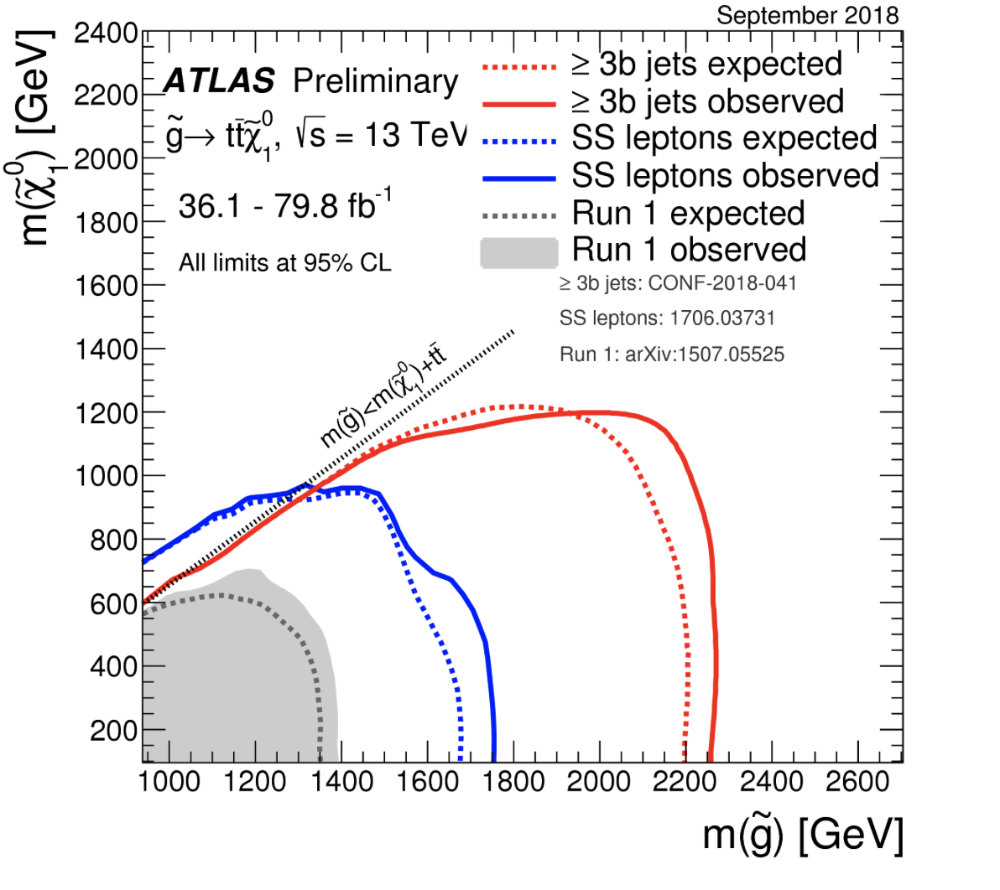 September 2018
m(χ̃⁰₁) [GeV]
2400
2200
2000
1800
1600
1400
1200
1000
800
600
400
200
ATLAS Preliminary
g̃→ tt̄χ̃⁰₁, √s = 13 TeV
36.1 - 79.8 fb⁻¹
All limits at 95% CL
≥ 3b jets expected
≥ 3b jets observed
SS leptons expected
SS leptons observed
Run 1 expected
Run 1 observed
≥ 3b jets: CONF-2018-041
SS leptons: 1706.03731
Run 1: arXiv:1507.05525
m(g̃)<m(χ̃⁰₁)+tt̄
1000 1200 1400 1600 1800 2000 2200 2400 2600
m(g̃) [GeV]